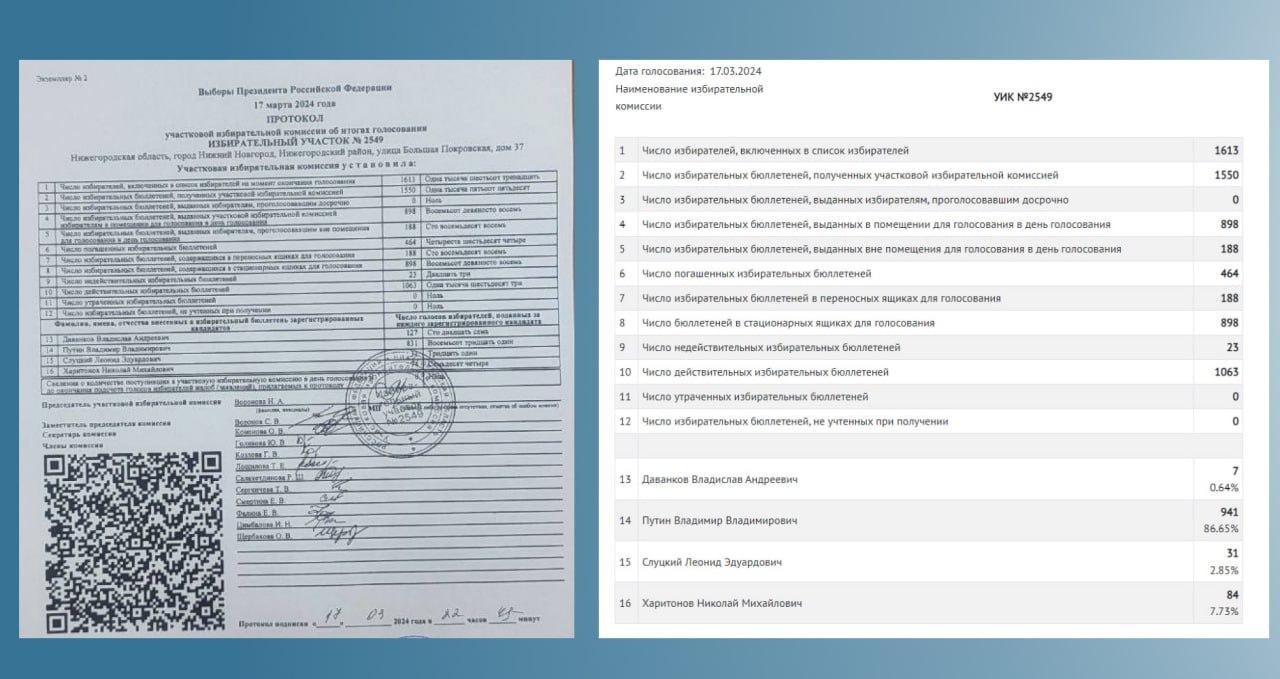 Экземпляр № 2
Выборы Президента Российской Федерации
17 марта 2024 года
ПРОТОКОЛ
участковой избирательной комиссии об итогах голосования
ИЗБИРАТЕЛЬНЫЙ УЧАСТОК № 2549
Нижегородская область, город Нижний Новгород, Нижегородский район, улица Большая Покровская, дом 37
Участковая избирательная комиссия у с т а н о в и л а :
1 Число избирателей, включенных в список избирателей на момент окончания голосования 1613 Одна тысяча шестьсот тринадцать
2 Число избирательных бюллетеней, полученных участковой избирательной комиссией 1550 Одна тысяча пятьсот пятьдесят
3 Число избирательных бюллетеней, выданных избирателям, проголосовавшим досрочно 0 Ноль
4 Число избирательных бюллетеней, выданных участковой избирательной комиссией
избирателям в помещении для голосования в день голосования 898 Восемьсот девяносто восемь
5 Число избирательных бюллетеней, выданных избирателям, проголосовавшим вне помещения
для голосования в день голосования 188 Сто восемьдесят восемь
6 Число погашенных избирательных бюллетеней 464 Четыреста шестьдесят четыре
7 Число избирательных бюллетеней, содержащихся в переносных ящиках для голосования 188 Сто восемьдесят восемь
8 Число избирательных бюллетеней, содержащихся в стационарных ящиках для голосования 898 Восемьсот девяносто восемь
9 Число недействительных избирательных бюллетеней 23 Двадцать три
10 Число действительных избирательных бюллетеней 1063 Одна тысяча шестьдесят три
11 Число утраченных избирательных бюллетеней 0 Ноль
12 Число избирательных бюллетеней, не учтенных при получении 0 Ноль
Фамилии, имена, отчества внесенных в избирательный бюллетень зарегистрированных
кандидатов
Число голосов избирателей, поданных за
каждого зарегистрированного кандидата
13 Даванков Владислав Андреевич 127 Сто двадцать семь
14 Путин Владимир Владимирович 831 Восемьсот тридцать один
15 Слуцкий Леонид Эдуардович Тридцать один
16 Харитонов Николай Михайлович четыре
Сведения о количестве поступивших в участковую избирательную комиссию в день голосования
до окончания подсчета голосов избирателей жалоб (заявлений), прилагаемых к протоколу
Председатель участковой избирательной комиссии Воронова Н. А.
(фамилия, инициалы)
МП
Заместитель председателя комиссии Воронов С. В.
Секретарь комиссии
Члены комиссии
Голикова Ю. В.
Козлова Г. В.
Лощилова Т. Е.
Сергичева Т. В.
Смертина Е. В.
Фалина Е. В.
Цимбалова И. Н.
Щербакова О. В.
№2549
Протокол подписан « 17 » 03 2024 года в 22 часов минут
Дата голосования: 17.03.2024
Наименование избирательной
комиссии
УИК №2549
1 Число избирателей, включенных в список избирателей 1613
2 Число избирательных бюллетеней, полученных участковой избирательной комиссией 1550
3 Число избирательных бюллетеней, выданных избирателям, проголосовавшим досрочно 0
4 Число избирательных бюллетеней, выданных в помещении для голосования в день голосования 898
5 Число избирательных бюллетеней, выданных вне помещения для голосования в день голосования 188
6 Число погашенных избирательных бюллетеней 464
7 Число избирательных бюллетеней в переносных ящиках для голосования 188
8 Число бюллетеней в стационарных ящиках для голосования 898
9 Число недействительных избирательных бюллетеней 23
10 Число действительных избирательных бюллетеней 1063
11 Число утраченных избирательных бюллетеней 0
12 Число избирательных бюллетеней, не учтенных при получении 0
13 Даванков Владислав Андреевич 7
0.64%
14 Путин Владимир Владимирович 941
86.65%
15 Слуцкий Леонид Эдуардович 31
2.85%
16 Харитонов Николай Михайлович 84
7.73%